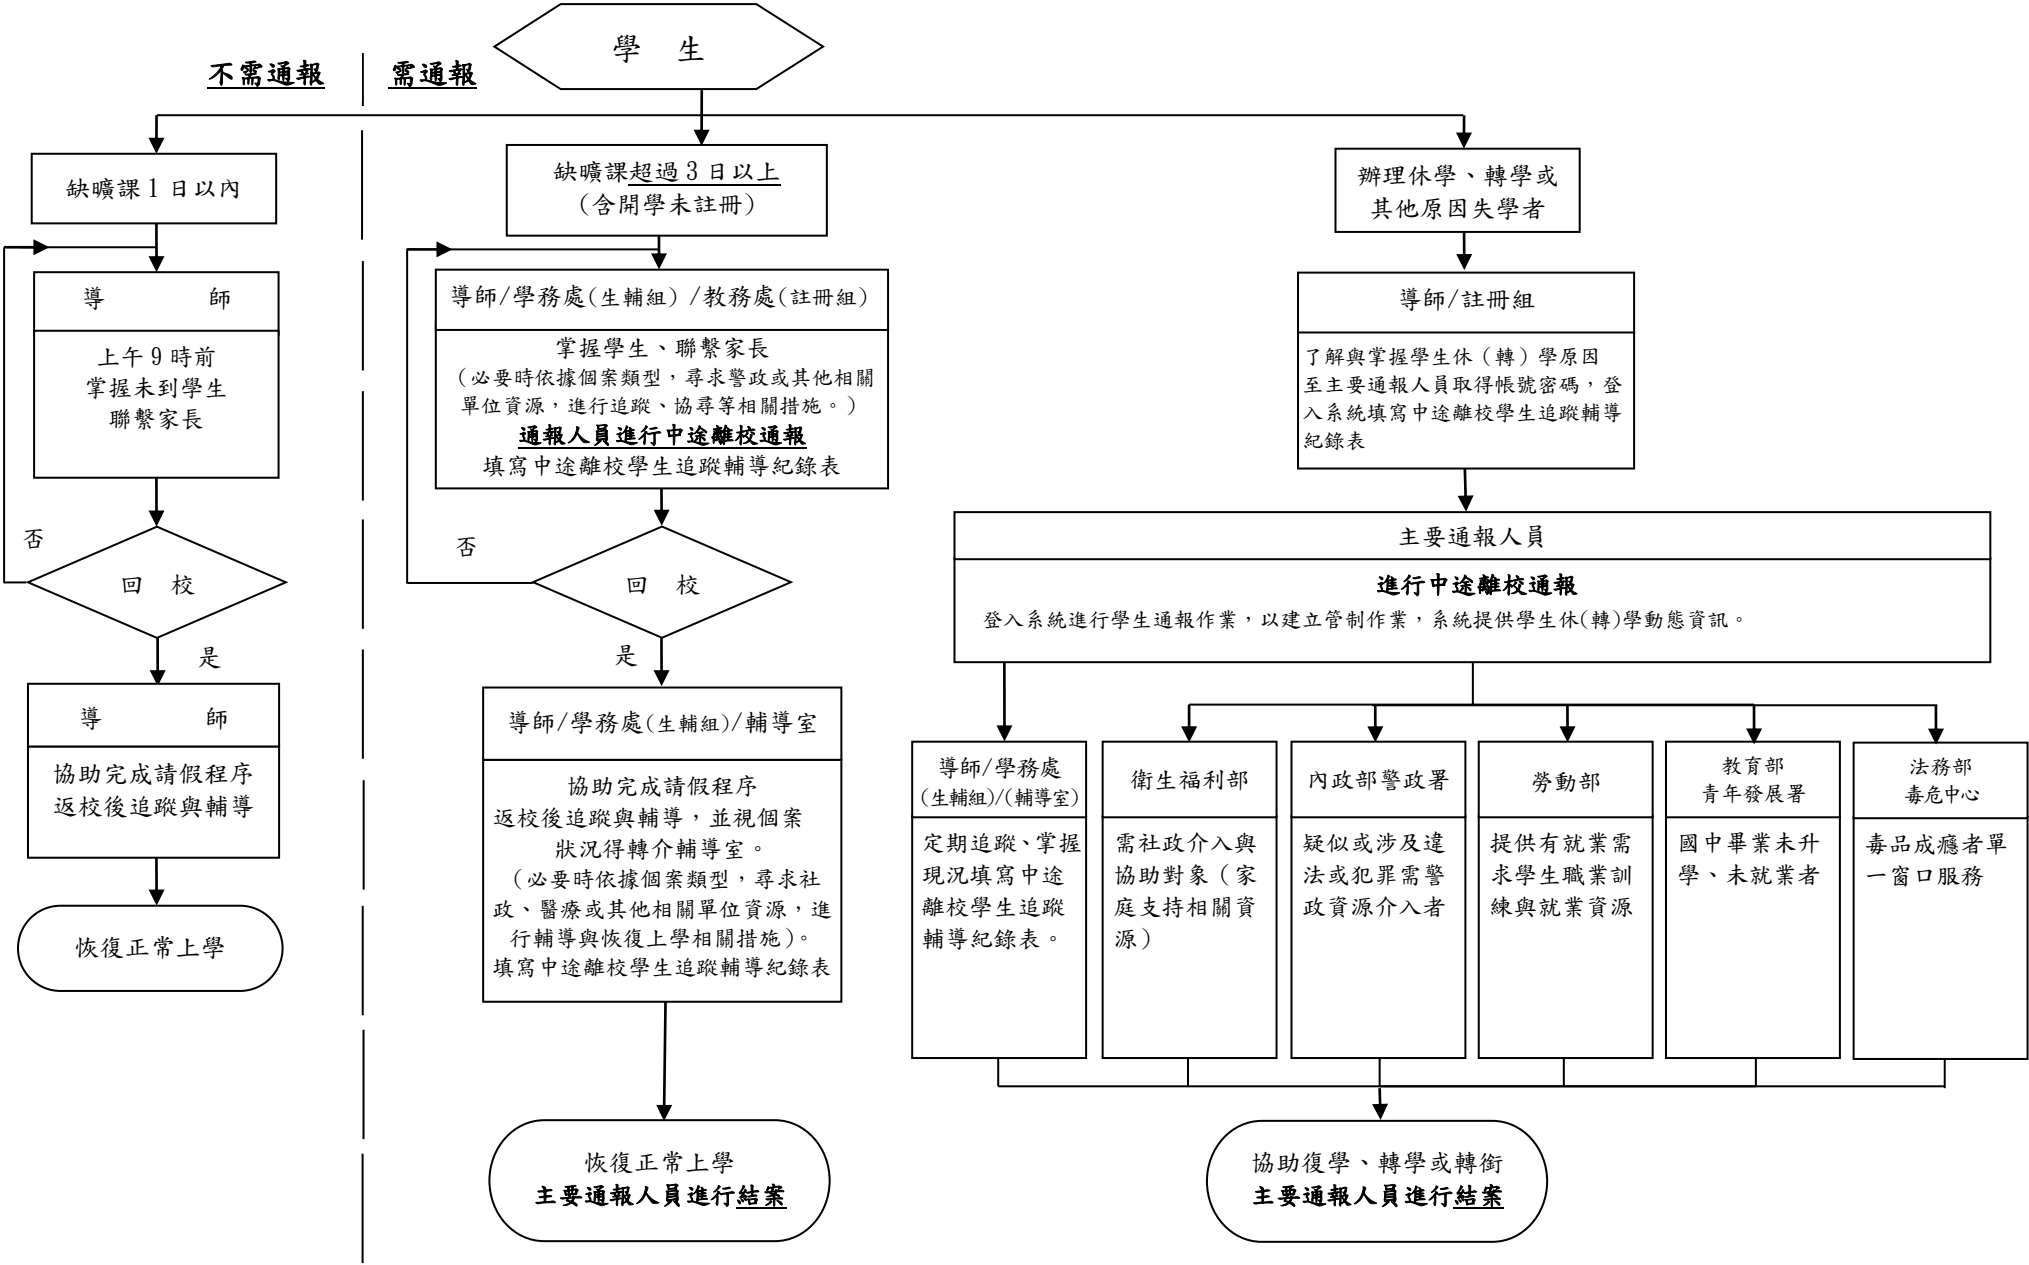 學 生
不需通報
需通報
缺曠課 1 日以內
導 師
上午 9 時前
掌握未到學生
聯繫家長
否
回 校
是
導 師
協助完成請假程序
返校後追蹤與輔導
恢復正常上學
缺曠課超過 3 日以上
(含開學未註冊)
導師/學務處(生輔組) /教務處(註冊組)
掌握學生、聯繫家長
(必要時依據個案類型,尋求警政或其他相關
單位資源,進行追蹤、協尋等相關措施。)
通報人員進行中途離校通報
填寫中途離校學生追蹤輔導紀錄表
否
回 校
是
導師/學務處(生輔組)/輔導室
協助完成請假程序
返校後追蹤與輔導,並視個案
狀況得轉介輔導室。
(必要時依據個案類型,尋求社
政、醫療或其他相關單位資源,進
行輔導與恢復上學相關措施)。
填寫中途離校學生追蹤輔導紀錄表
恢復正常上學
主要通報人員進行結案
辦理休學、轉學或
其他原因失學者
導師/註冊組
了解與掌握學生休(轉)學原因
至主要通報人員取得帳號密碼,登
入系統填寫中途離校學生追蹤輔導
紀錄表
主要通報人員
進行中途離校通報
登入系統進行學生通報作業,以建立管制作業,系統提供學生休(轉)學動態資訊。
導師/學務處
(生輔組)/(輔導室)
定期追蹤、掌握
現況填寫中途
離校學生追蹤
輔導紀錄表。
衛生福利部
需社政介入與
協助對象(家
庭支持相關資
源)
內政部警政署
疑似或涉及違
法或犯罪需警
政資源介入者
勞動部
提供有就業需
求學生職業訓
練與就業資源
教育部
青年發展署
國中畢業未升
學、未就業者
法務部
毒危中心
毒品成癮者單
一窗口服務
協助復學、轉學或轉銜
主要通報人員進行結案